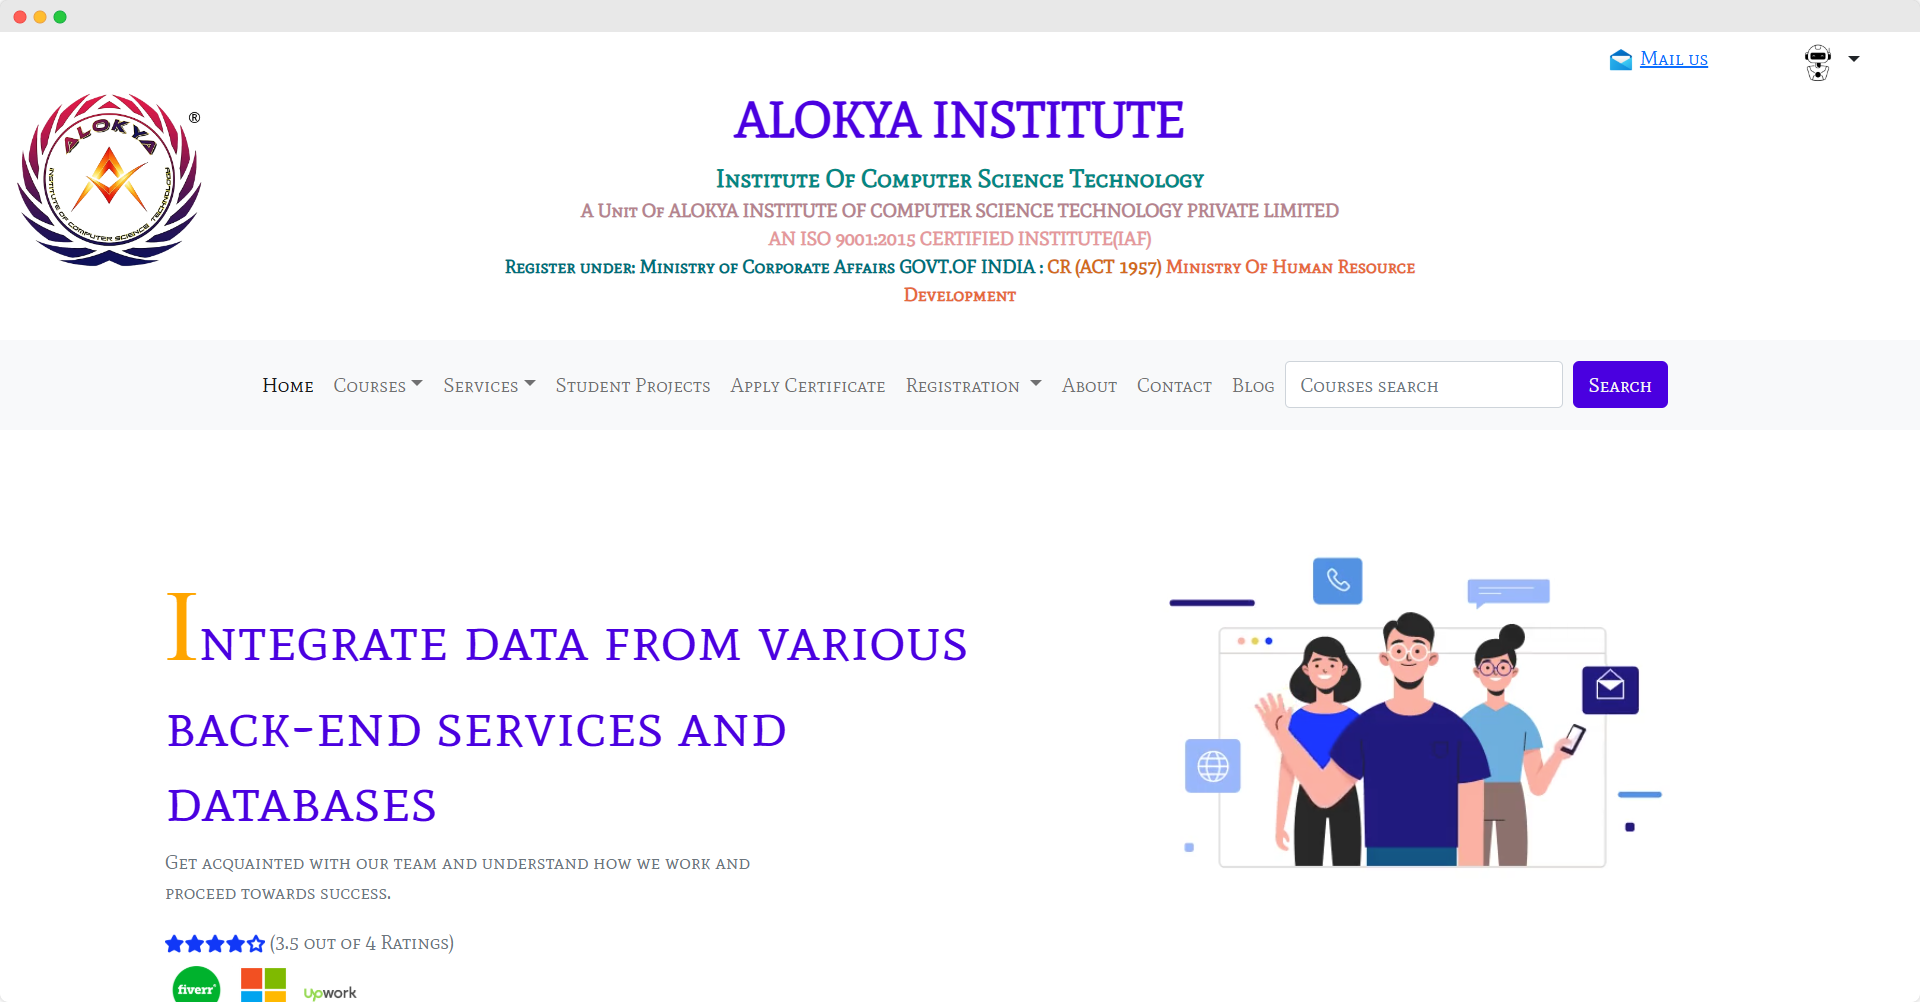 Mail us
ALOKYA
INSTITUTE OF COMPUTER SCIENCE TECHNOLOGY
®
ALOKYA INSTITUTE
Institute Of Computer Science Technology
A Unit Of ALOKYA INSTITUTE OF COMPUTER SCIENCE TECHNOLOGY PRIVATE LIMITED
AN ISO 9001:2015 CERTIFIED INSTITUTE(IAF)
Register under: Ministry of Corporate Affairs GOVT.OF INDIA : CR (ACT 1957) Ministry Of Human Resource
Development
Home Courses Services Student Projects Apply Certificate Registration About Contact Blog Courses search Search
Integrate data from various
back-end services and
databases
Get acquainted with our team and understand how we work and
proceed towards success.
(3.5 out of 4 Ratings)
fiverr
upwork